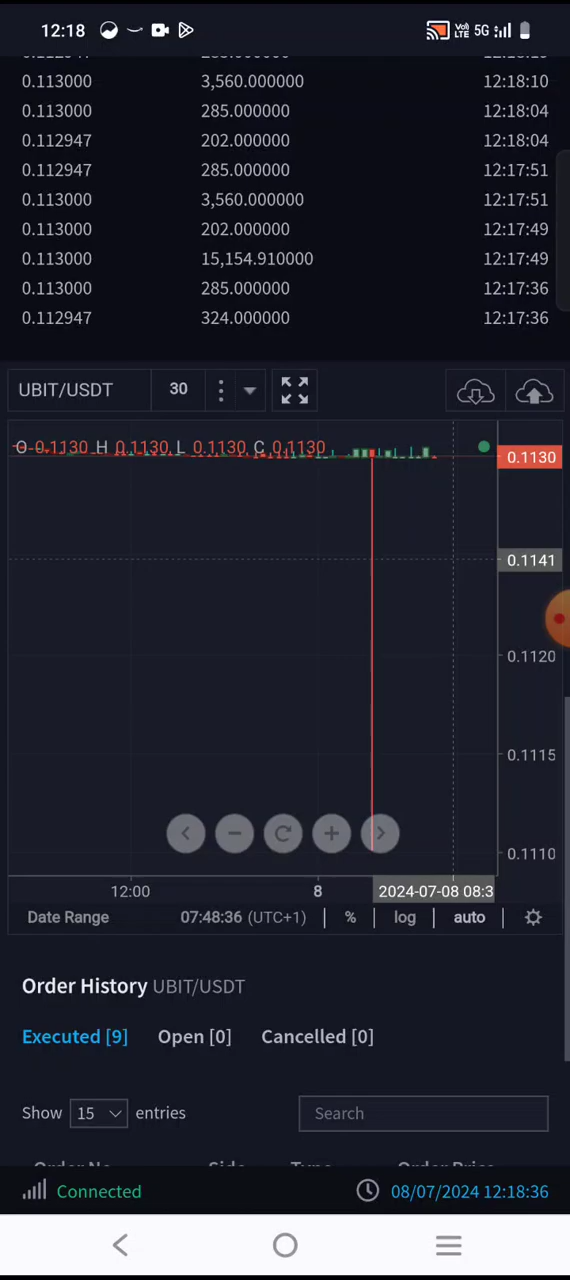 12:18 VoI LTE 5G
0.113000 3,560.000000 12:18:10
0.113000 285.000000 12:18:04
0.112947 202.000000 12:18:04
0.112947 285.000000 12:17:51
0.113000 3,560.000000 12:17:51
0.113000 202.000000 12:17:49
0.113000 15,154.910000 12:17:49
0.113000 285.000000 12:17:36
0.112947 324.000000 12:17:36
UBIT/USDT 30
O 0.1130 H 0.1130 L 0.1130 C 0.1130
0.1130
0.1141
0.1120
0.1115
0.1110
12:00 8 2024-07-08 08:3
Date Range 07:48:36 (UTC+1) % log auto
Order History UBIT/USDT
Executed [9] Open [0] Cancelled [0]
Show 15 entries Search
Connected 08/07/2024 12:18:36